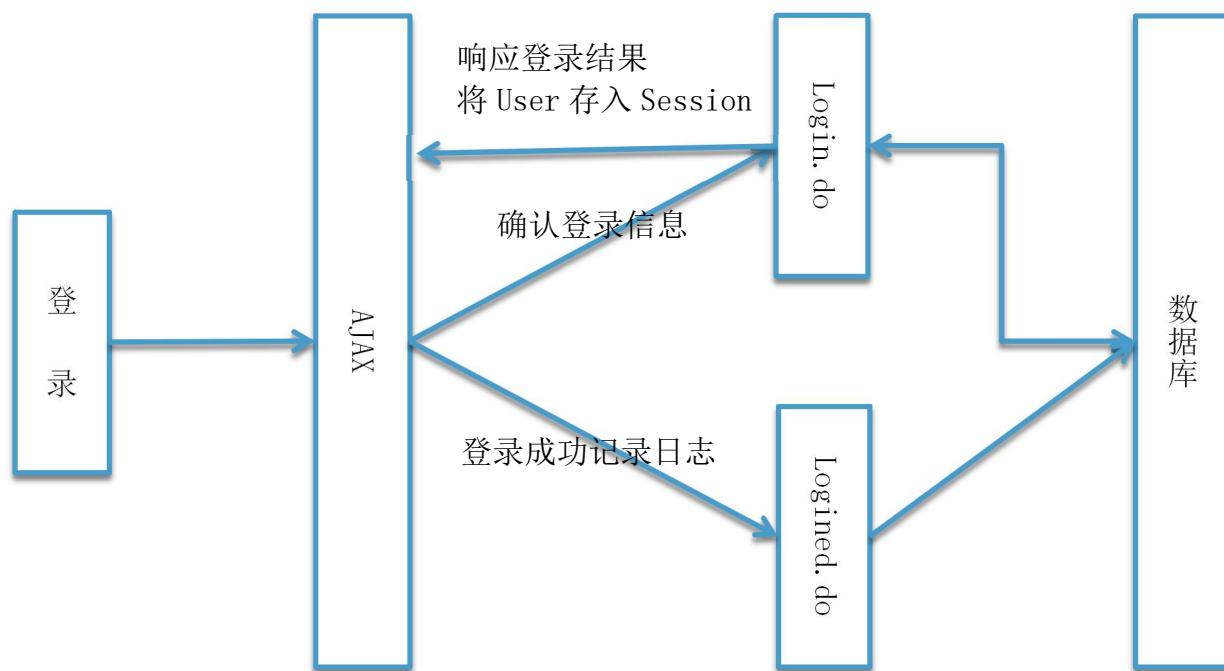 响应登录结果
将 User 存入 Session
Login.do
确认登录信息
登录
AJAX
数据库
登录成功记录日志
Logined.do